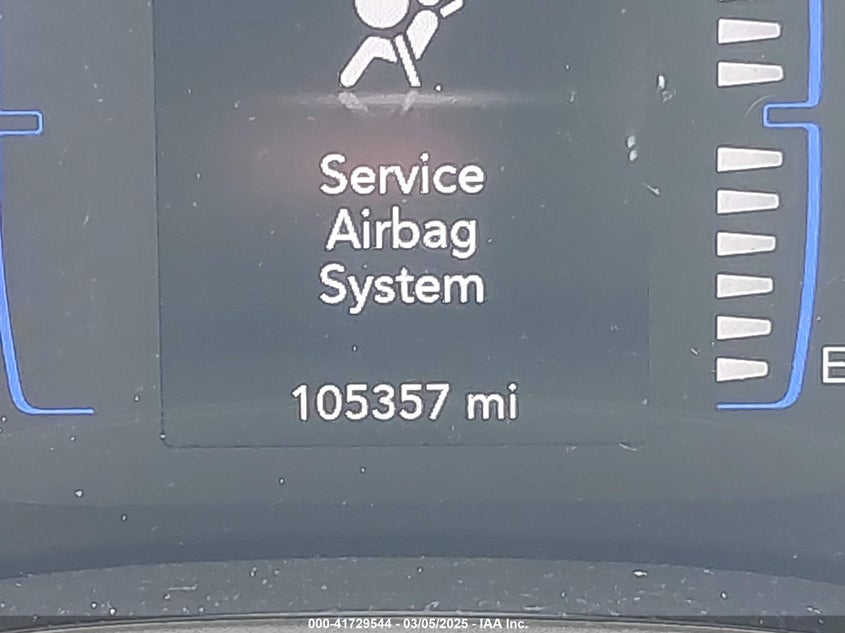 Service
Airbag
System
105357 mi
E
000-41729544 - 03/05/2025 - IAA Inc.